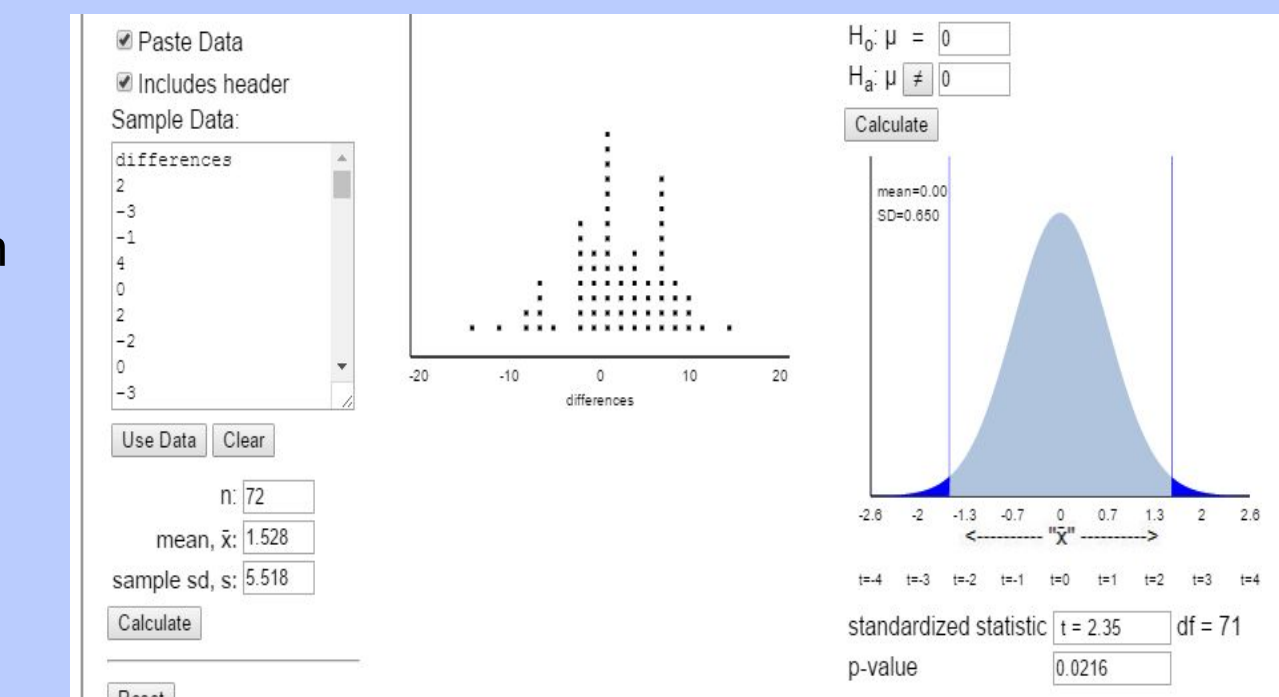 Paste Data
Includes header
Sample Data:
differences
2
-3
-1
4
0
2
-2
0
-3
Use Data Clear
n: 72
mean, x̄: 1.528
sample sd, s: 5.518
Calculate
-20 -10 0 10 20
differences
Ho: μ = 0
Ha: μ ≠ 0
Calculate
mean=0.00
SD=0.650
-2.6 -2 -1.3 -0.7 0 0.7 1.3 2 2.6
<---------- "x̄" ---------->
t=-4 t=-3 t=-2 t=-1 t=0 t=1 t=2 t=3 t=4
standardized statistic t = 2.35 df = 71
p-value 0.0216